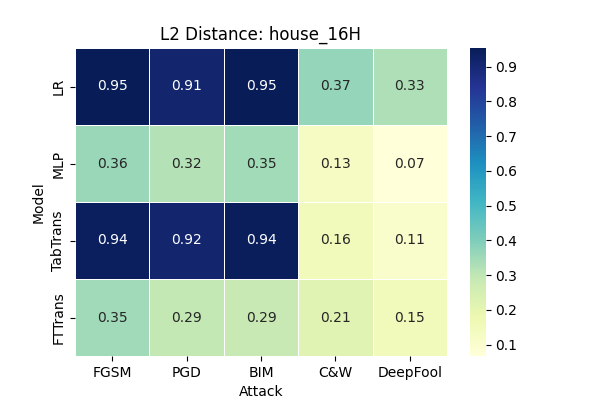 L2 Distance: house_16H
LR 0.95 0.91 0.95 0.37 0.33
MLP 0.36 0.32 0.35 0.13 0.07
TabTrans 0.94 0.92 0.94 0.16 0.11
FTTrans 0.35 0.29 0.29 0.21 0.15
FGSM PGD BIM C&W DeepFool
Attack
Model
0.9
0.8
0.7
0.6
0.5
0.4
0.3
0.2
0.1